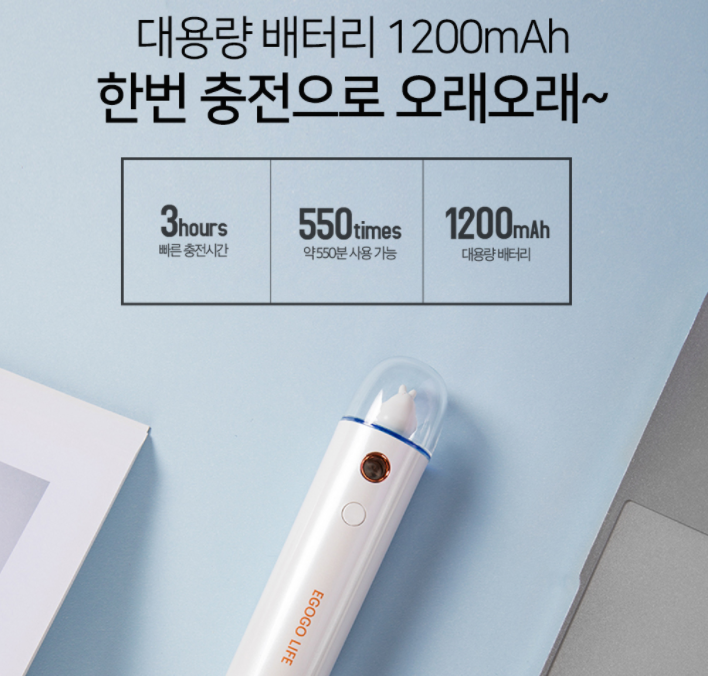 대용량 배터리 1200mAh
한번 충전으로 오래오래~
3hours
빠른 충전시간
550times
약550분 사용 가능
1200mAh
대용량 배터리
EGOGO LIFE